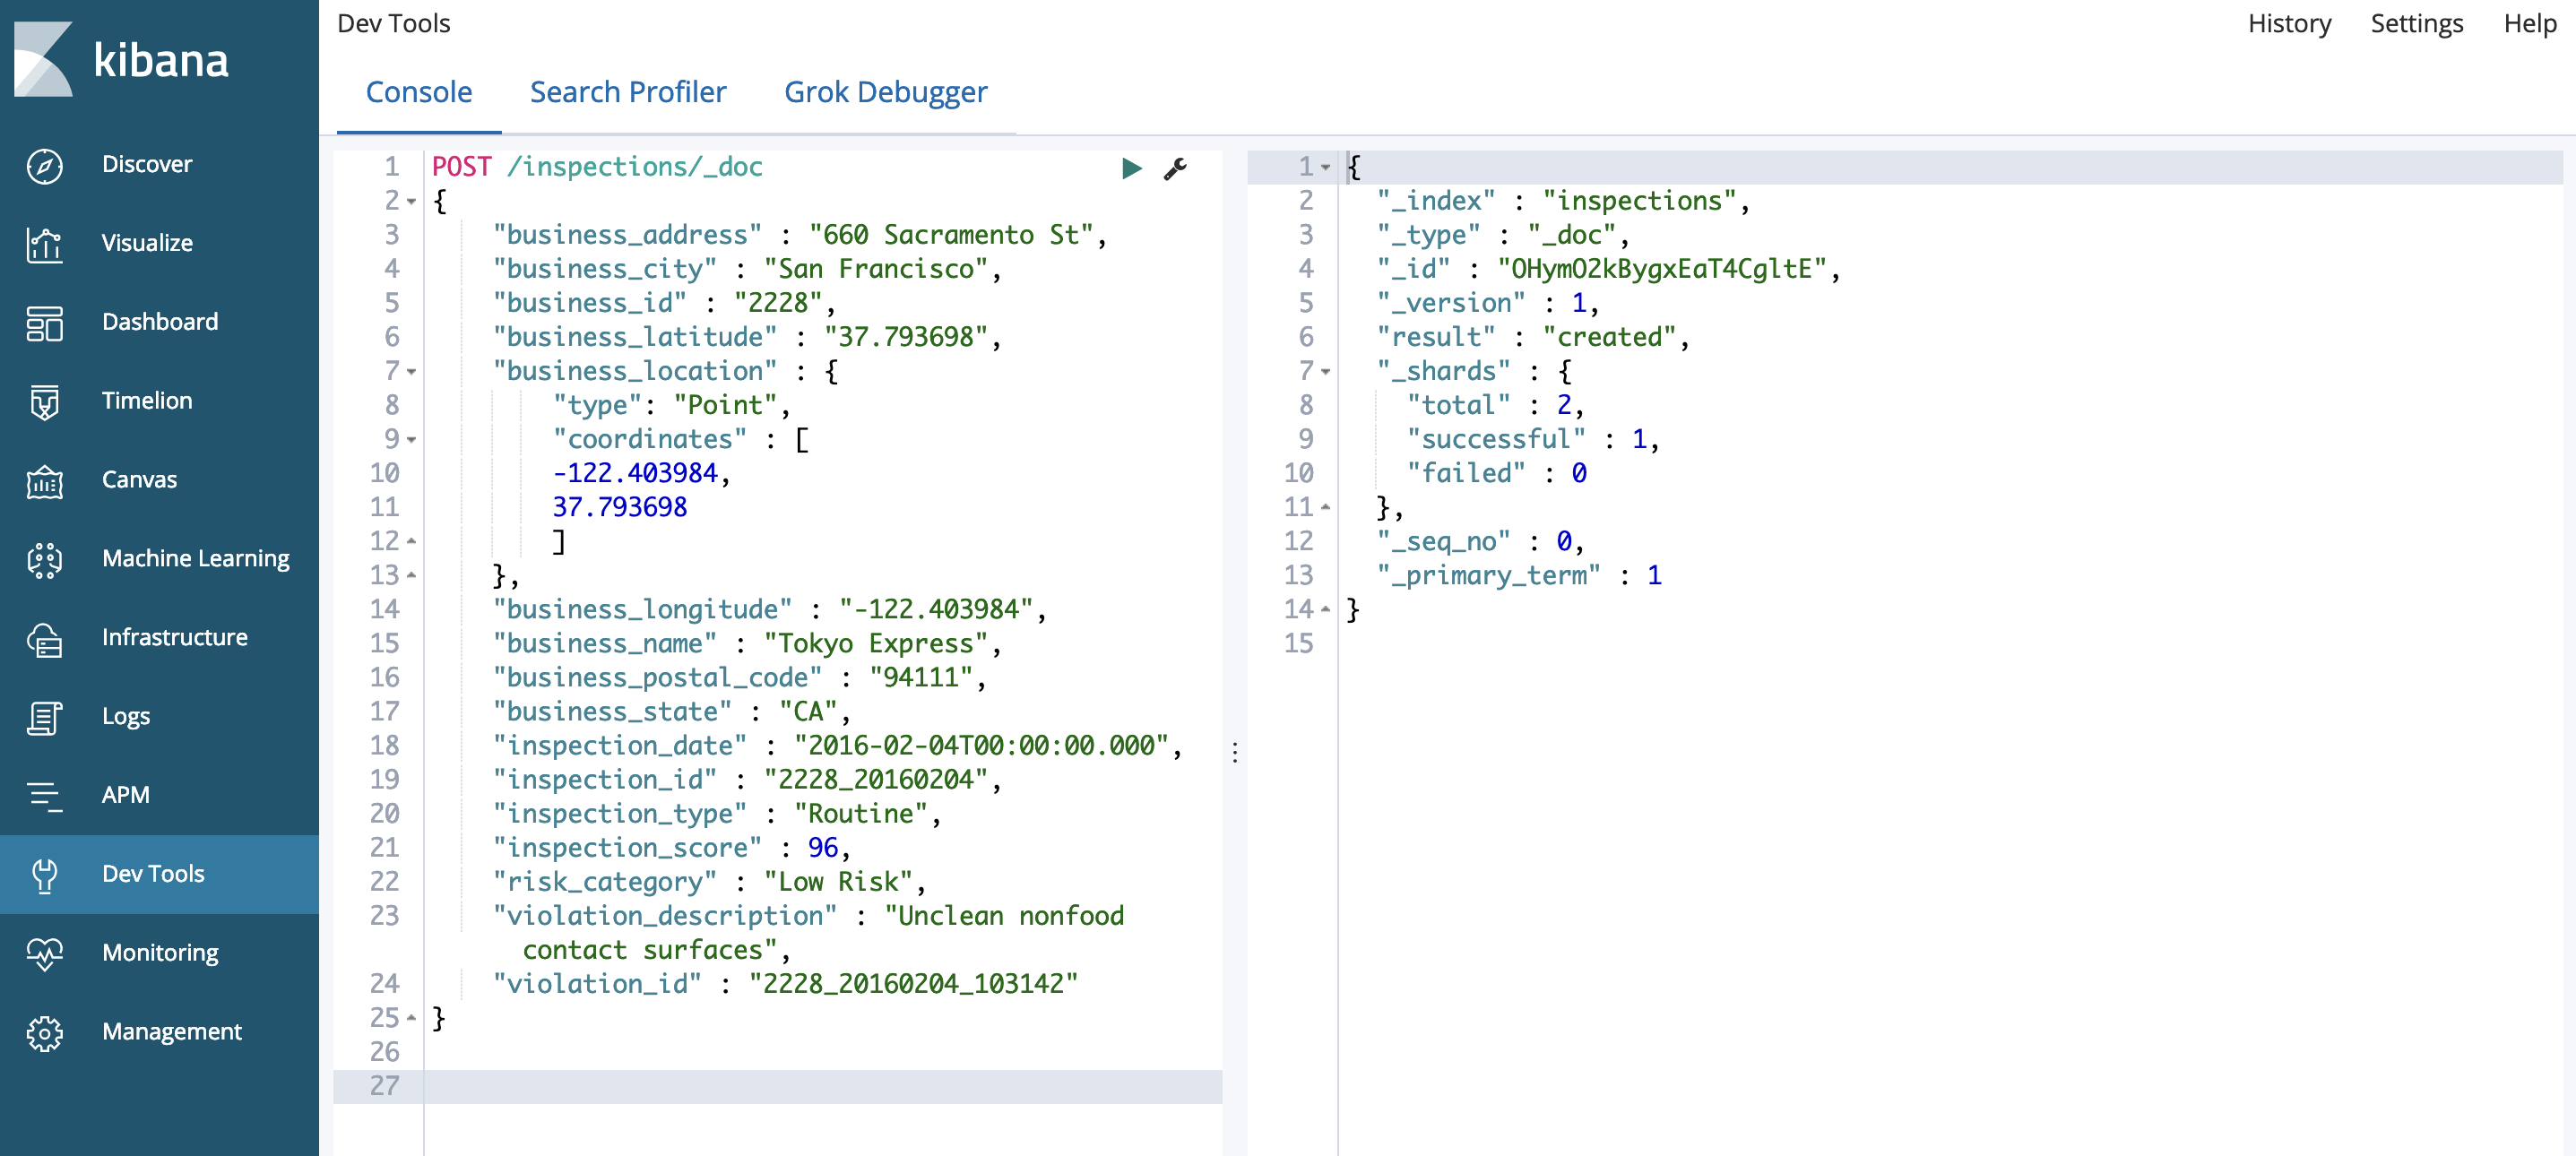 kibana
Discover
Visualize
Dashboard
Timelion
Canvas
Machine Learning
Infrastructure
Logs
APM
Dev Tools
Monitoring
Management
Dev Tools
History Settings Help
Console Search Profiler Grok Debugger
1 POST /inspections/_doc
2 {
3 "business_address" : "660 Sacramento St",
4 "business_city" : "San Francisco",
5 "business_id" : "2228",
6 "business_latitude" : "37.793698",
7 "business_location" : {
8 "type": "Point",
9 "coordinates" : [
10 -122.403984,
11 37.793698
12 ]
13 },
14 "business_longitude" : "-122.403984",
15 "business_name" : "Tokyo Express",
16 "business_postal_code" : "94111",
17 "business_state" : "CA",
18 "inspection_date" : "2016-02-04T00:00:00.000",
19 "inspection_id" : "2228_20160204",
20 "inspection_type" : "Routine",
21 "inspection_score" : 96,
22 "risk_category" : "Low Risk",
23 "violation_description" : "Unclean nonfood
contact surfaces",
24 "violation_id" : "2228_20160204_103142"
25 }
26
27
1 {
2 "_index" : "inspections",
3 "_type" : "_doc",
4 "_id" : "OHymO2kBygxEaT4CgltE",
5 "_version" : 1,
6 "result" : "created",
7 "_shards" : {
8 "total" : 2,
9 "successful" : 1,
10 "failed" : 0
11 },
12 "_seq_no" : 0,
13 "_primary_term" : 1
14 }
15